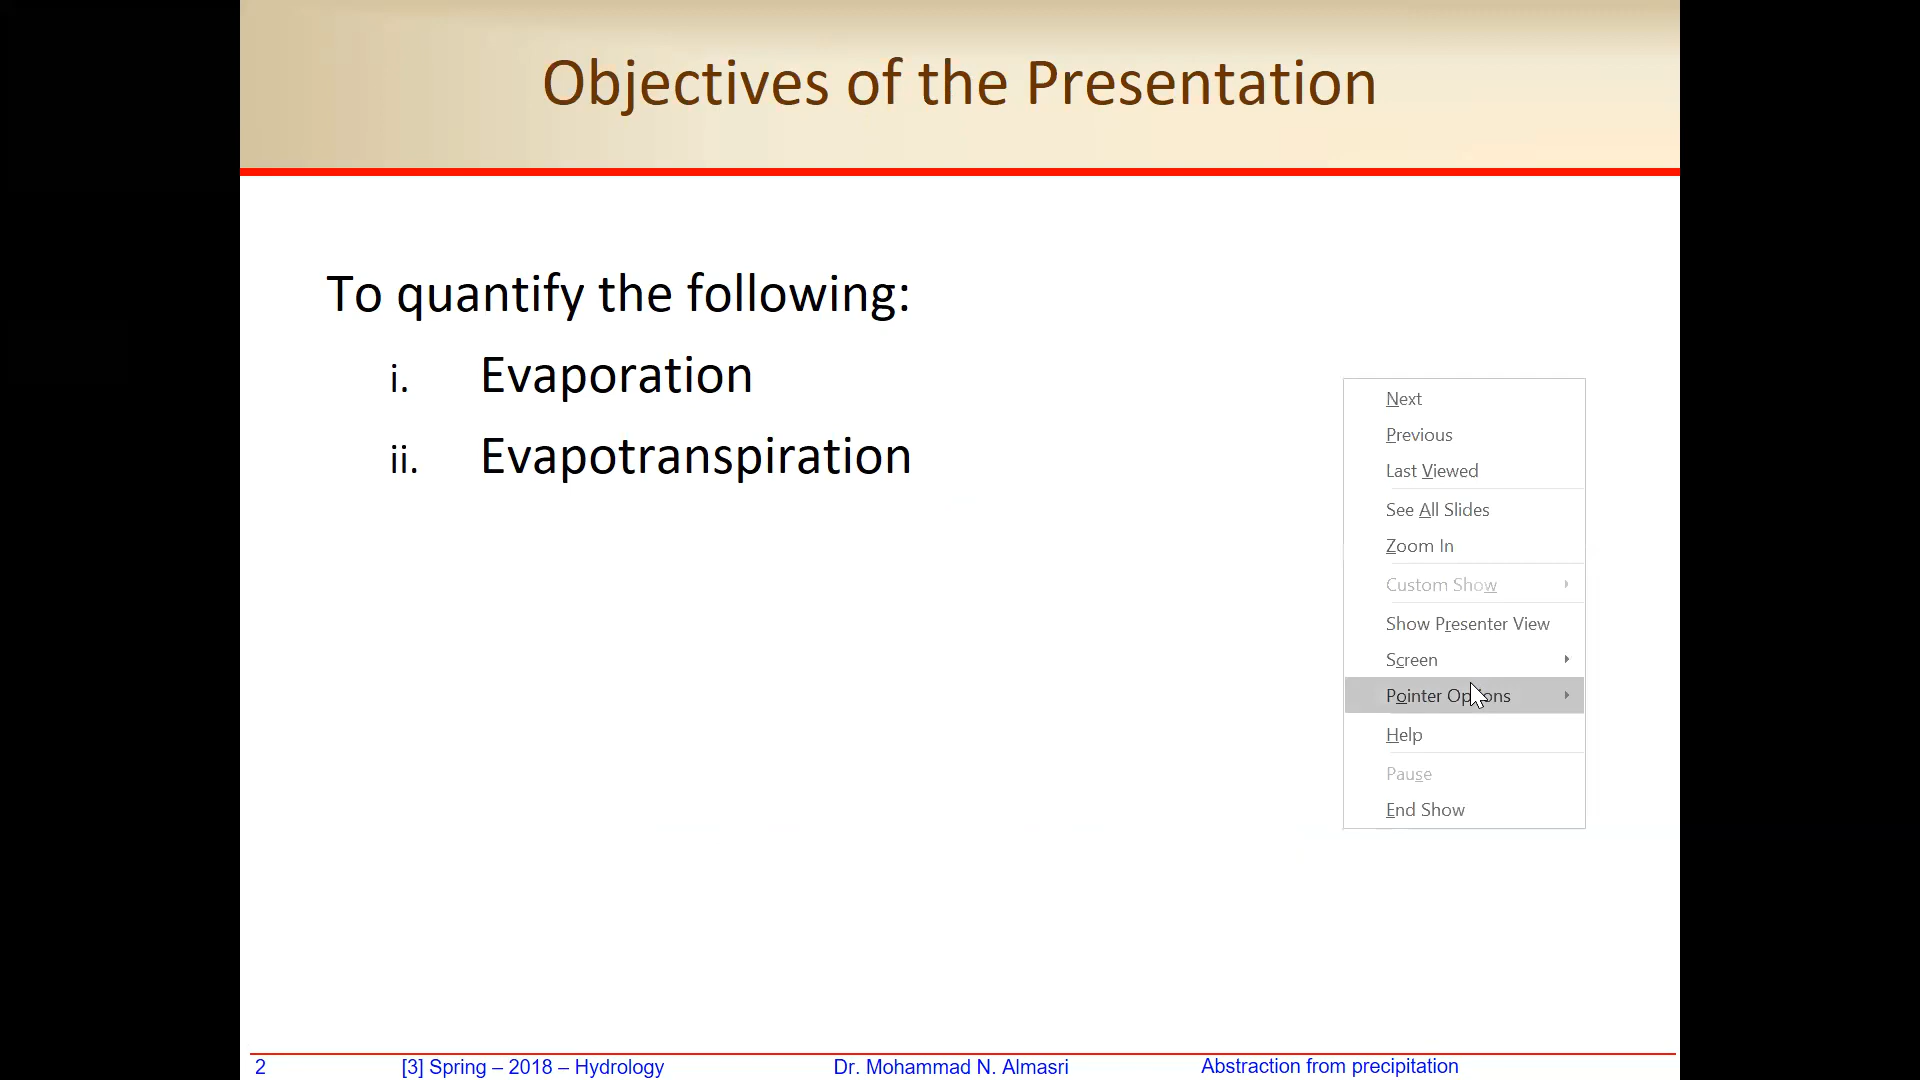 Objectives of the Presentation
To quantify the following:
i. Evaporation
ii. Evapotranspiration
Next
Previous
Last Viewed
See All Slides
Zoom In
Custom Show
Show Presenter View
Screen
Pointer Options
Help
Pause
End Show
2 [3] Spring – 2018 – Hydrology Dr. Mohammad N. Almasri Abstraction from precipitation